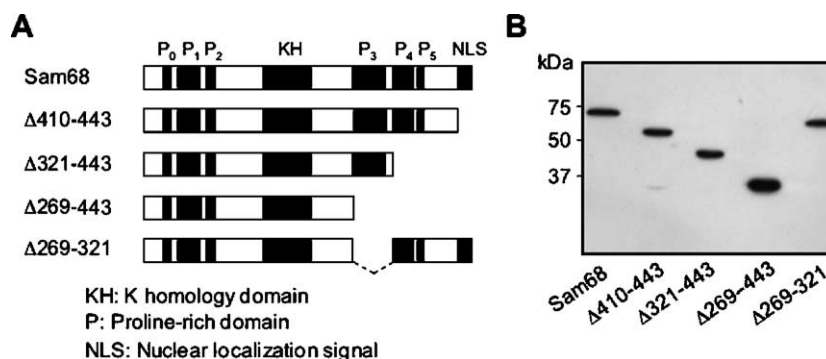 A
P0 P1 P2 KH P3 P4 P5 NLS
Sam68
Δ410-443
Δ321-443
Δ269-443
Δ269-321
KH: K homology domain
P: Proline-rich domain
NLS: Nuclear localization signal
B
kDa
75
50
37
Sam68
Δ410-443
Δ321-443
Δ269-443
Δ269-321